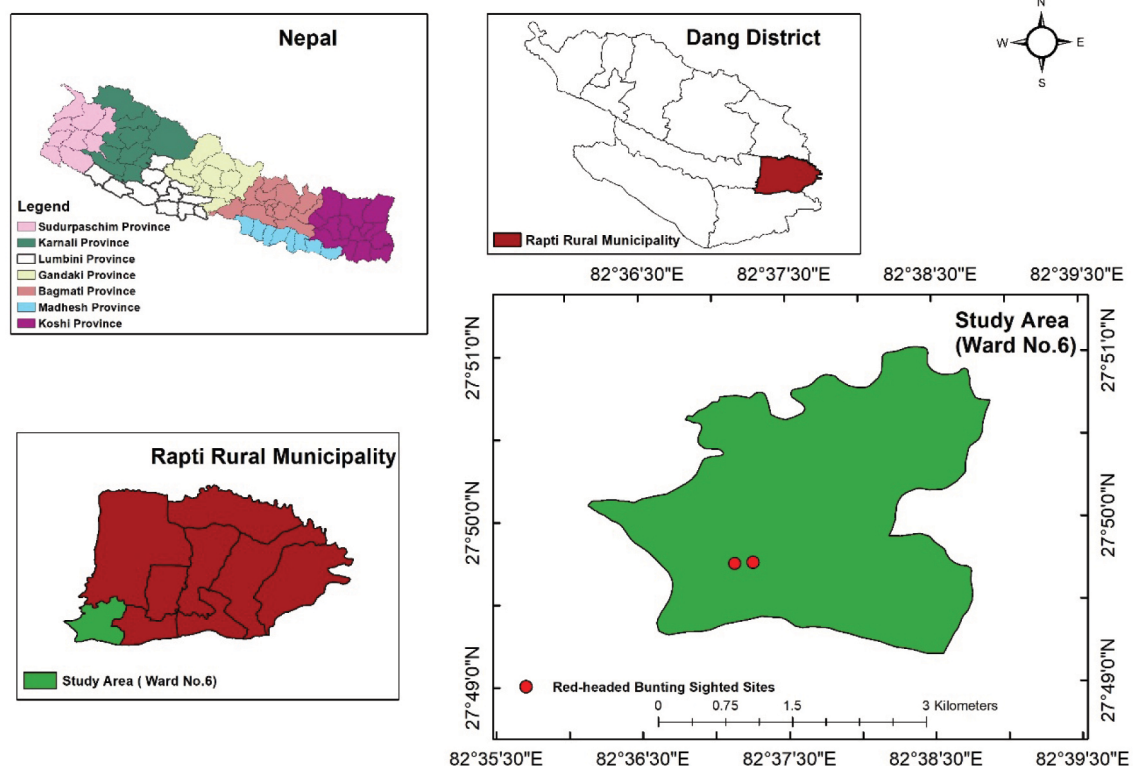 Nepal
Legend
Sudurpaschim Province
Karnali Province
Lumbini Province
Gandaki Province
Bagmati Province
Madhesh Province
Koshi Province
Dang District
Rapti Rural Municipality
N
W E
S
Rapti Rural Municipality
Study Area ( Ward No.6)
82°36'30"E 82°37'30"E 82°38'30"E 82°39'30"E
Study Area
(Ward No.6)
27°51'0"N 27°51'0"N
27°50'0"N 27°50'0"N
27°49'0"N 27°49'0"N
Red-headed Bunting Sighted Sites
0 0.75 1.5 3 Kilometers
82°35'30"E 82°36'30"E 82°37'30"E 82°38'30"E 82°39'30"E